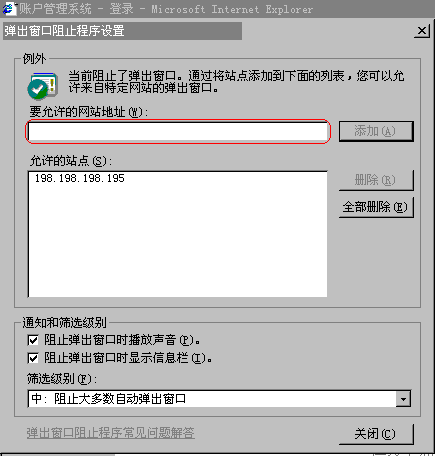 账户管理系统 - 登录 - Microsoft Internet Explorer
弹出窗口阻止程序设置
例外
当前阻止了弹出窗口。通过将站点添加到下面的列表，您可以允
许来自特定网站的弹出窗口。
要允许的网站地址(W):
添加(A)
允许的站点(S):
198.198.198.195
删除(R)
全部删除(E)
通知和筛选级别
阻止弹出窗口时播放声音(P)。
阻止弹出窗口时显示信息栏(I)。
筛选级别(F):
中: 阻止大多数自动弹出窗口
弹出窗口阻止程序常见问题解答
关闭(C)